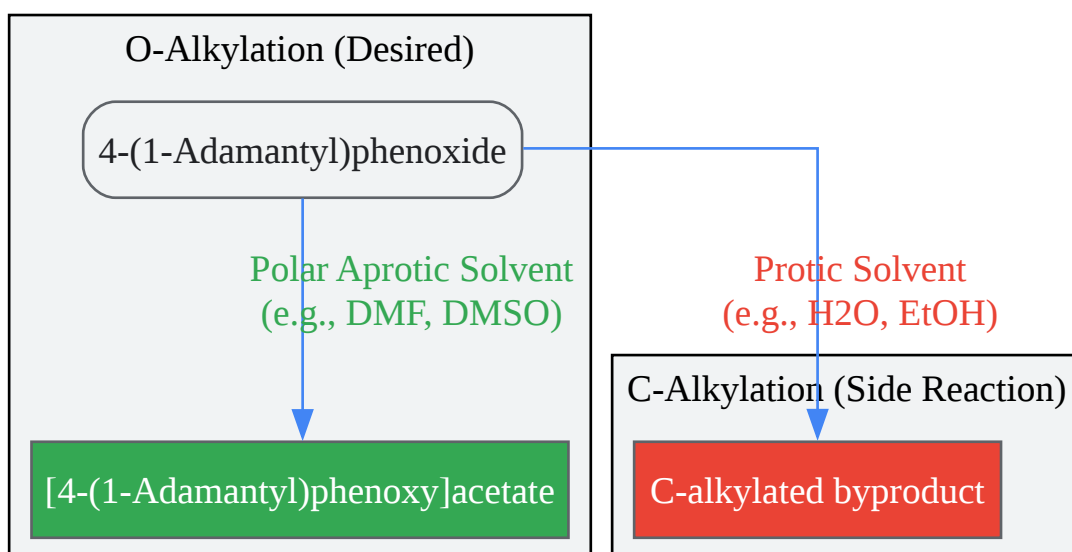 O-Alkylation (Desired)
4-(1-Adamantyl)phenoxide
Polar Aprotic Solvent
(e.g., DMF, DMSO)
Protic Solvent
(e.g., H2O, EtOH)
C-Alkylation (Side Reaction)
[4-(1-Adamantyl)phenoxy]acetate
C-alkylated byproduct